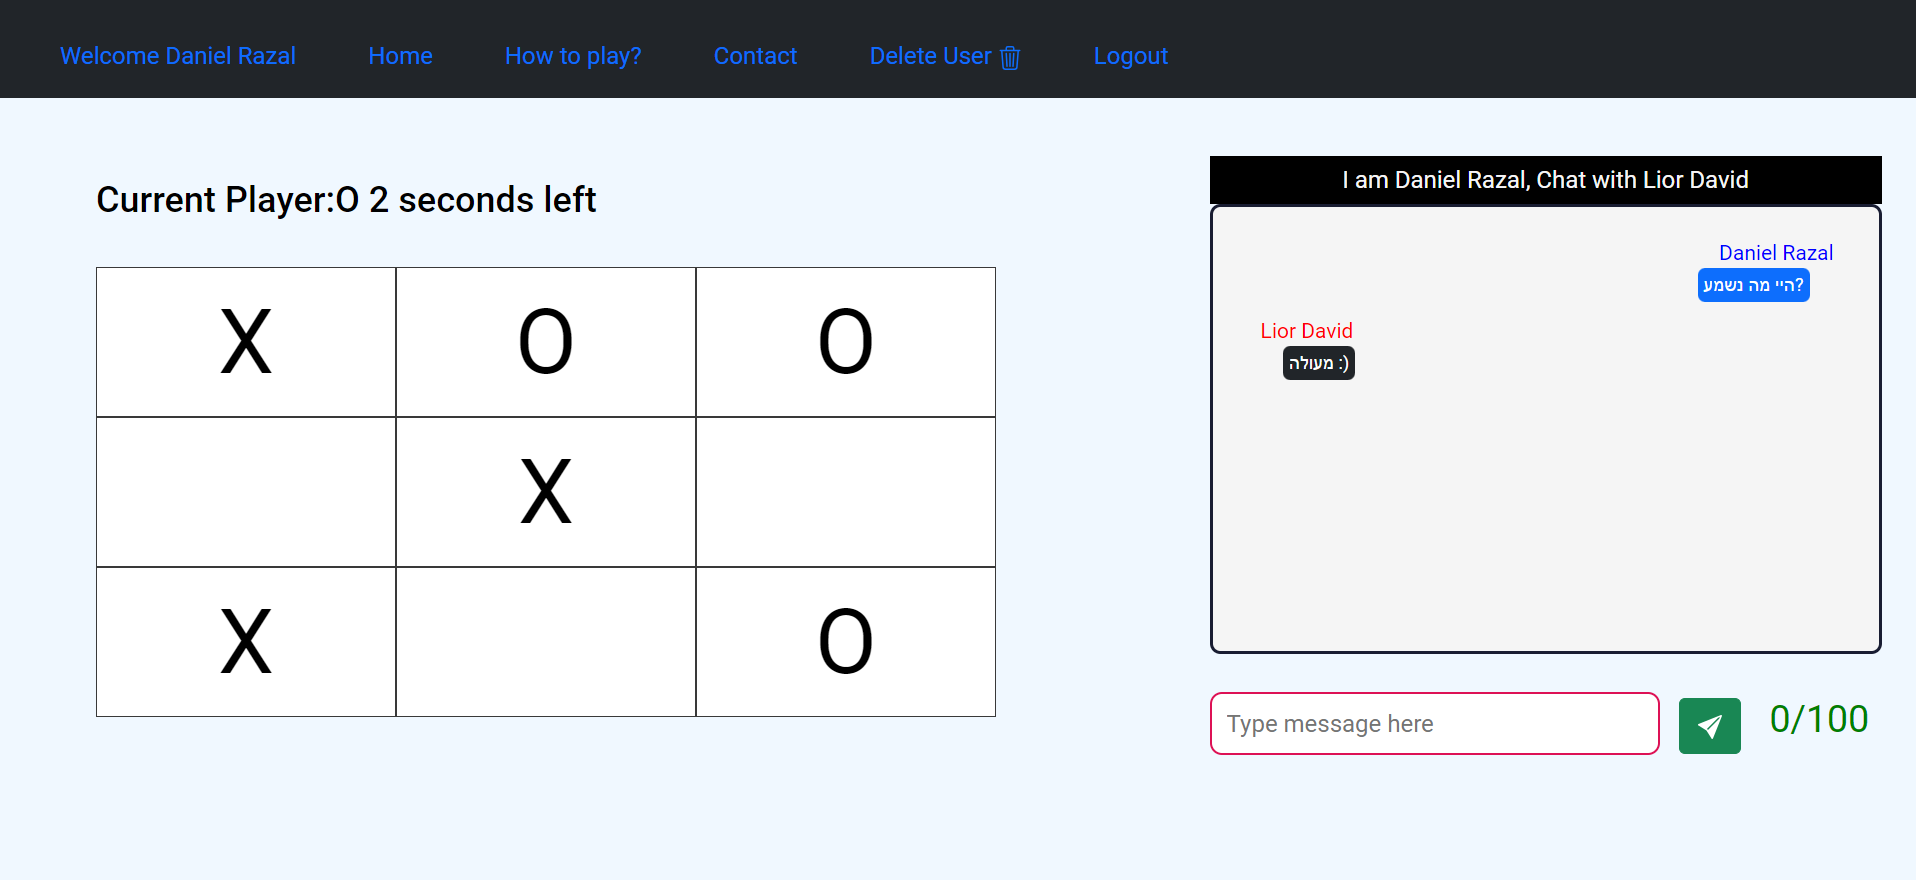 Welcome Daniel Razal Home How to play? Contact Delete User Logout
Current Player:O 2 seconds left
X O O
X
X O
I am Daniel Razal, Chat with Lior David
Daniel Razal
היי מה נשמע?
Lior David
מעולה :)
Type message here
0/100